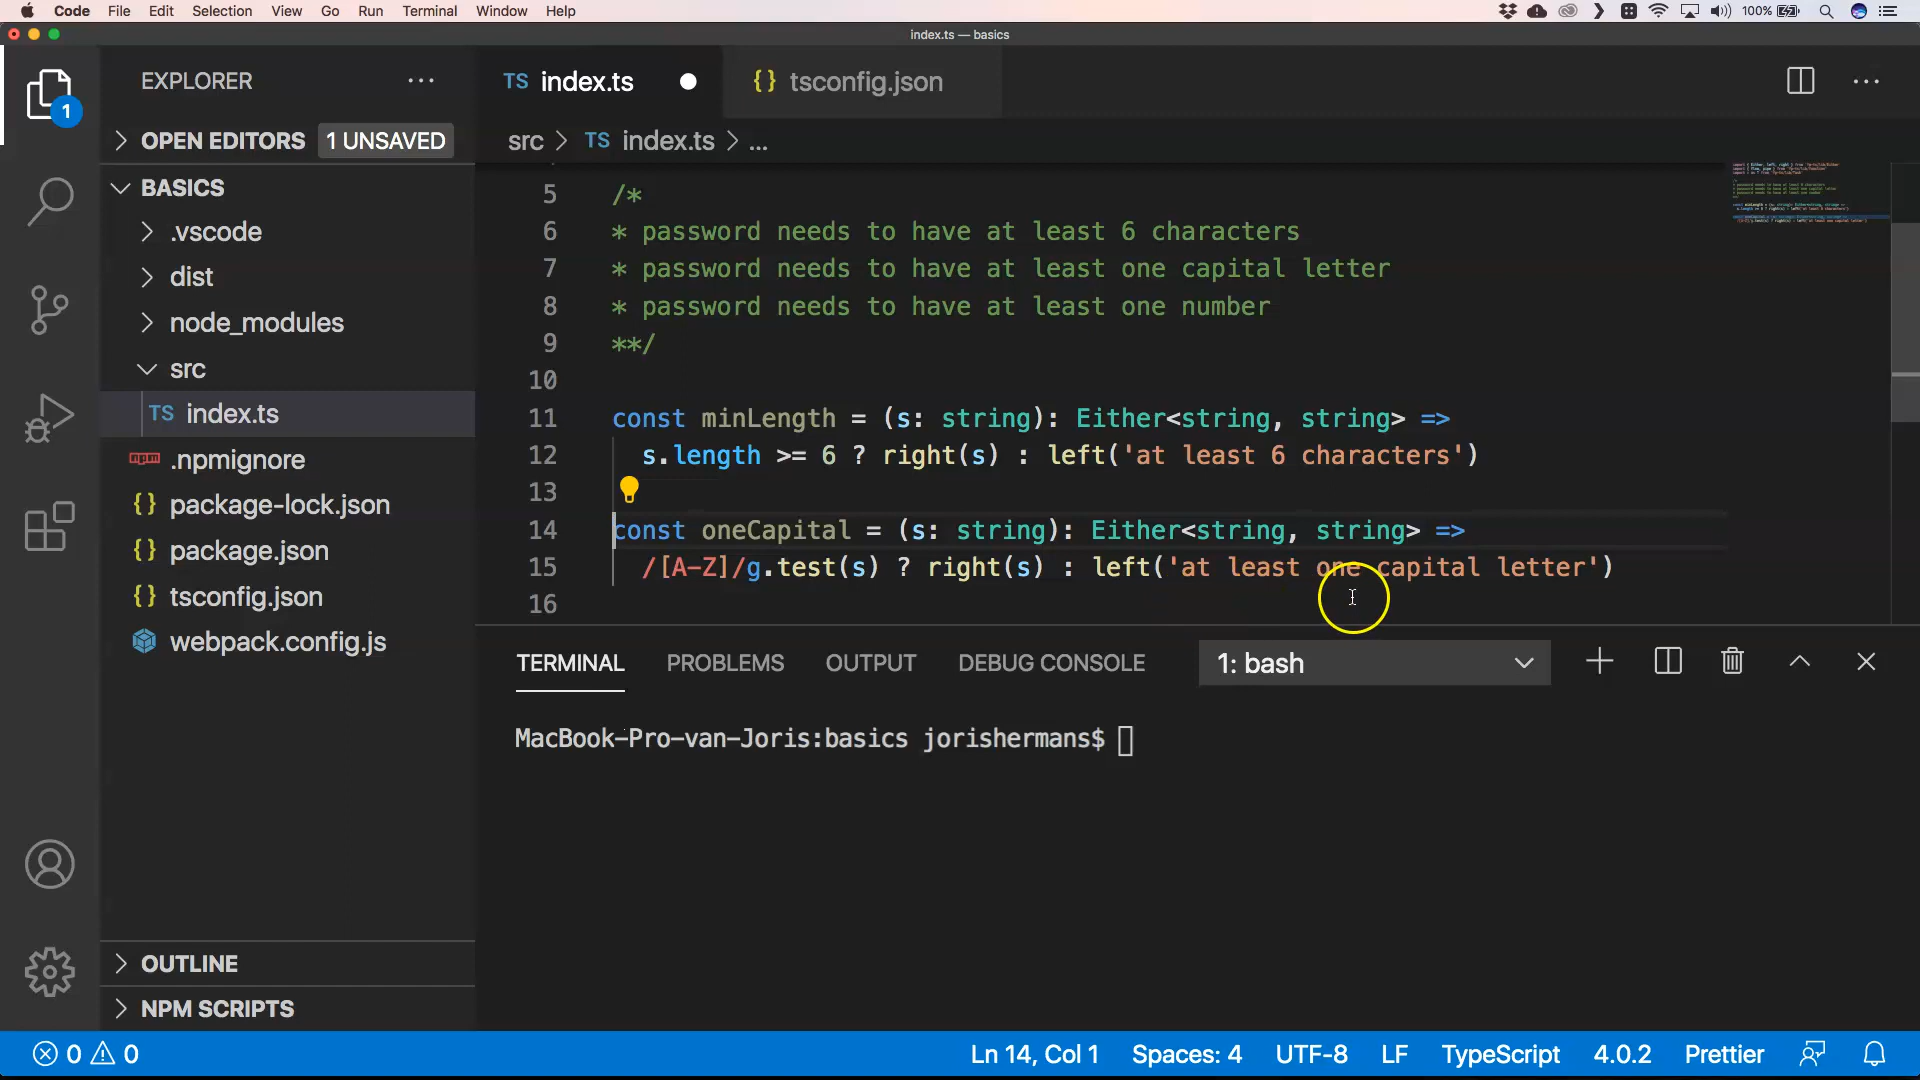 Code File Edit Selection View Go Run Terminal Window Help
100%
index.ts — basics
EXPLORER
TS index.ts
{} tsconfig.json
1
OPEN EDITORS 1 UNSAVED
src > TS index.ts > ...
BASICS
.vscode
dist
node_modules
src
TS index.ts
.npmignore
{} package-lock.json
{} package.json
{} tsconfig.json
webpack.config.js
OUTLINE
NPM SCRIPTS
5 /*
6 * password needs to have at least 6 characters
7 * password needs to have at least one capital letter
8 * password needs to have at least one number
9 **/
10
11 const minLength = (s: string): Either<string, string> =>
12 s.length >= 6 ? right(s) : left('at least 6 characters')
13
14 const oneCapital = (s: string): Either<string, string> =>
15 /[A-Z]/g.test(s) ? right(s) : left('at least one capital letter')
16
TERMINAL PROBLEMS OUTPUT DEBUG CONSOLE 1: bash
MacBook-Pro-van-Joris:basics jorishermans$
0 0 Ln 14, Col 1 Spaces: 4 UTF-8 LF TypeScript 4.0.2 Prettier